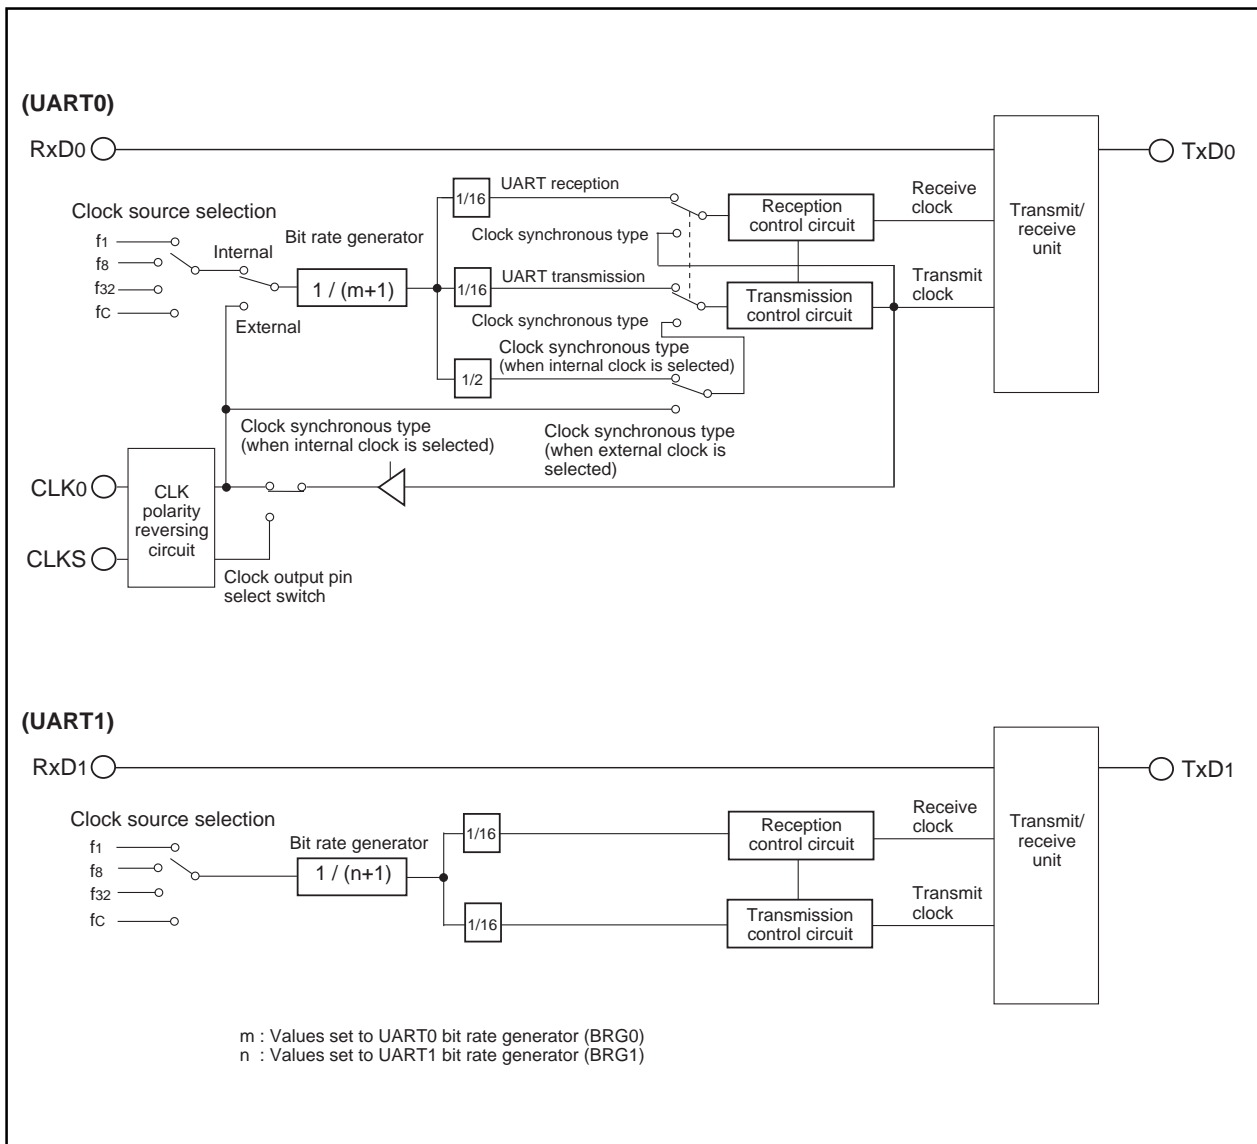 (UART0)
RxD0
TxD0
Clock source selection
f1
f8
f32
fC
Internal
External
Bit rate generator
1 / (m+1)
1/16
UART reception
Clock synchronous type
1/16
UART transmission
Clock synchronous type
1/2
Clock synchronous type
(when internal clock is selected)
Reception
control circuit
Transmission
control circuit
Receive
clock
Transmit
clock
Transmit/
receive
unit
Clock synchronous type
(when internal clock is selected)
Clock synchronous type
(when external clock is
selected)
CLK0
CLKS
CLK
polarity
reversing
circuit
Clock output pin
select switch
(UART1)
RxD1
TxD1
Clock source selection
f1
f8
f32
fC
Bit rate generator
1 / (n+1)
1/16
1/16
Reception
control circuit
Transmission
control circuit
Receive
clock
Transmit
clock
Transmit/
receive
unit
m : Values set to UART0 bit rate generator (BRG0)
n : Values set to UART1 bit rate generator (BRG1)